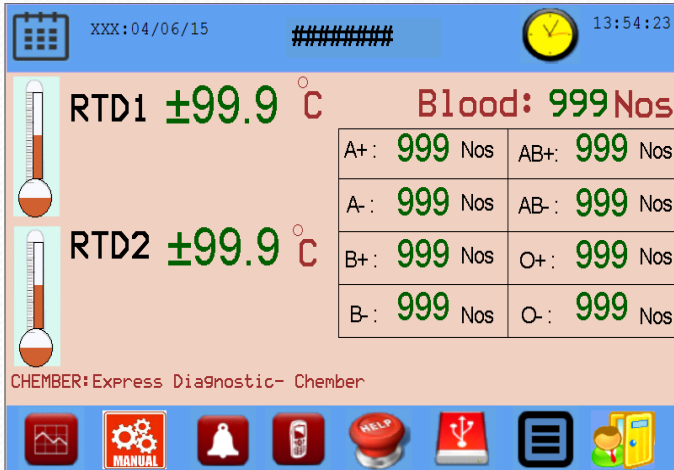 XXX:04/06/15 ########## 13:54:23
RTD1 ±99.9 °C
Blood: 999 Nos
A+: 999 Nos AB+: 999 Nos
A-: 999 Nos AB-: 999 Nos
RTD2 ±99.9 °C
B+: 999 Nos O+: 999 Nos
B-: 999 Nos O-: 999 Nos
CHEMBER:Express Diagnostic- Chember
MANUAL HELP